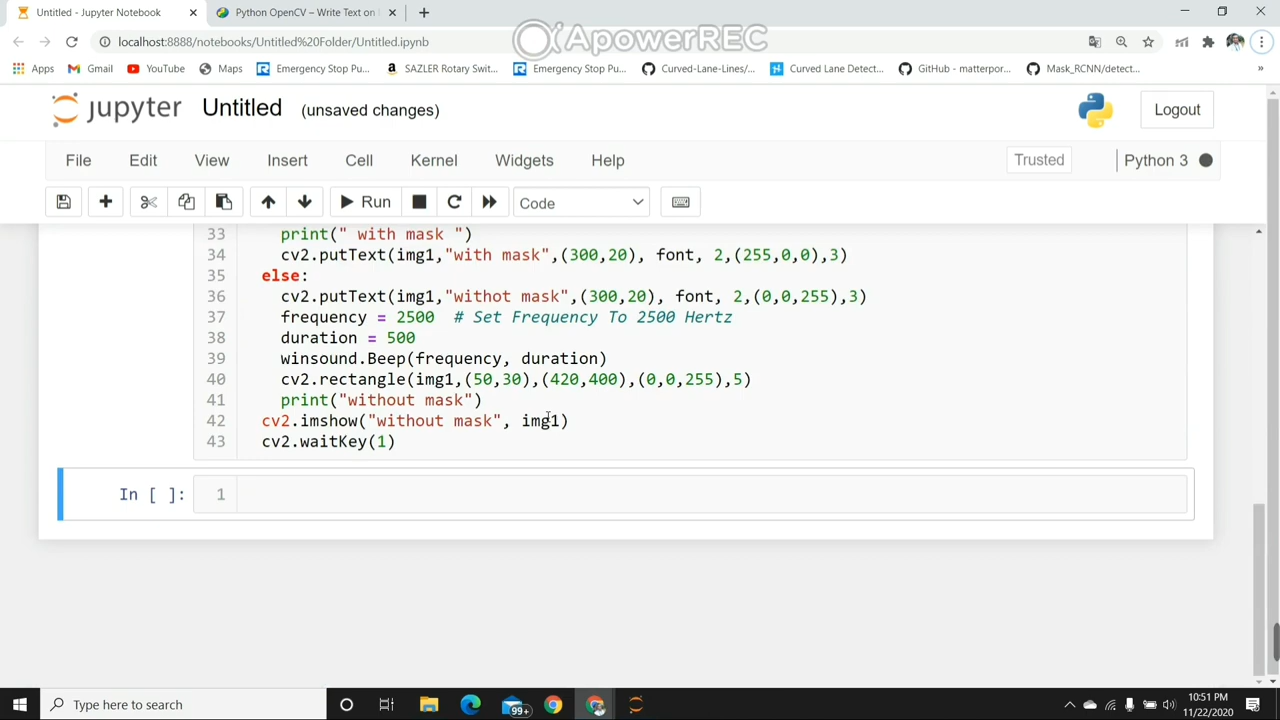 Untitled - Jupyter Notebook
Python OpenCV – Write Text on
localhost:8888/notebooks/Untitled%20Folder/Untitled.ipynb
ApowerREC
Apps Gmail YouTube Maps Emergency Stop Pu... SAZLER Rotary Swit... Emergency Stop Pu... Curved-Lane-Lines/... Curved Lane Detect... GitHub - matterpor... Mask_RCNN/detect... »
jupyter Untitled (unsaved changes) Logout
File Edit View Insert Cell Kernel Widgets Help Trusted Python 3
Run Code
33 print(" with mask ")
34 cv2.putText(img1,"with mask",(300,20), font, 2,(255,0,0),3)
35 else:
36 cv2.putText(img1,"withot mask",(300,20), font, 2,(0,0,255),3)
37 frequency = 2500 # Set Frequency To 2500 Hertz
38 duration = 500
39 winsound.Beep(frequency, duration)
40 cv2.rectangle(img1,(50,30),(420,400),(0,0,255),5)
41 print("without mask")
42 cv2.imshow("without mask", img1)
43 cv2.waitKey(1)
In [ ]: 1
Type here to search
99+
10:51 PM
11/22/2020